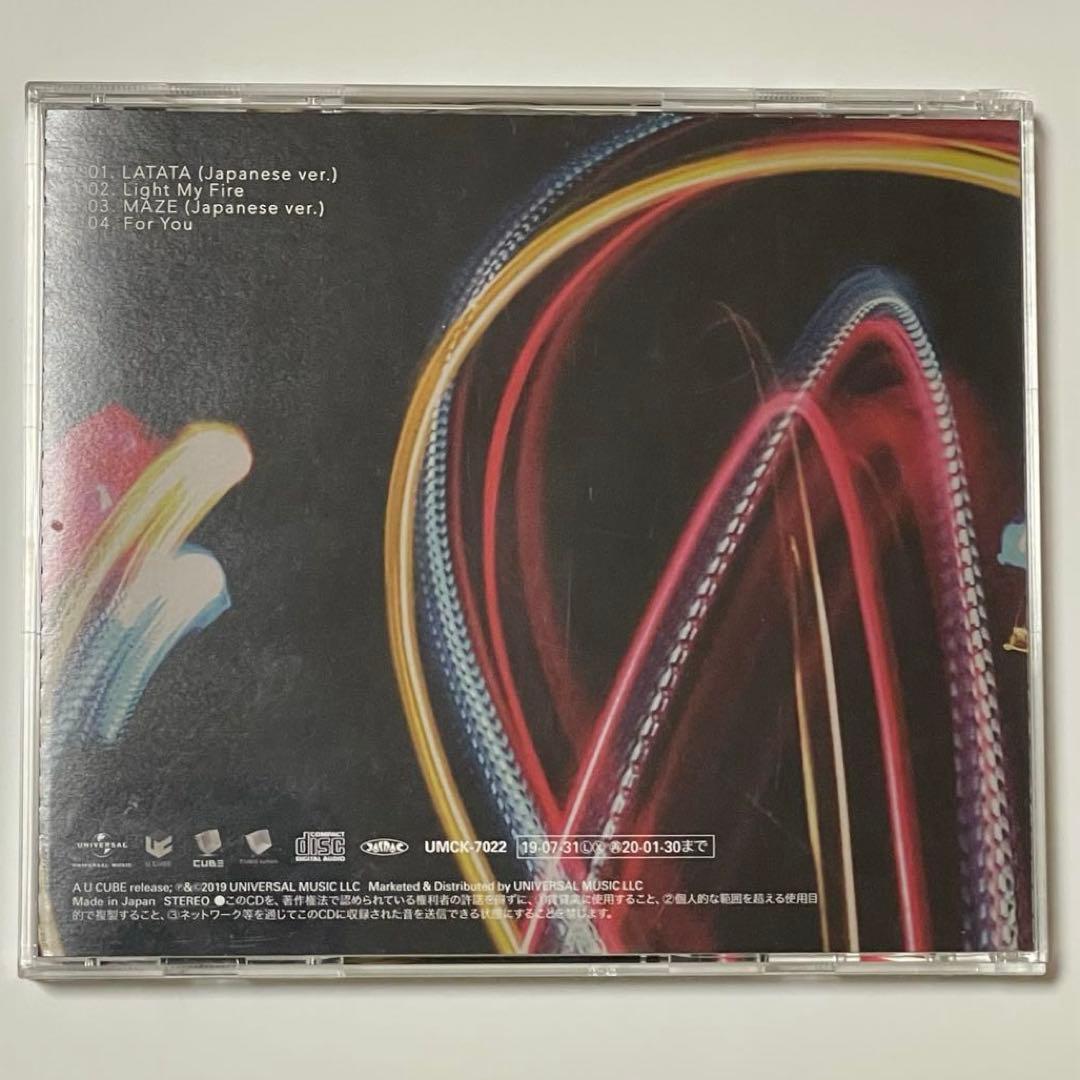 01. LATATA (Japanese ver.)
02. Light My Fire
03. MAZE (Japanese ver.)
04. For You
UNIVERSAL
UNIVERSAL MUSIC
U CUBE
CUBE
COMPACT
disc
DIGITAL AUDIO
JASRAC
UMCK-7022
19・07・31ⓁⓍ Ⓐ20・01・30まで
A U CUBE release; ℗&©2019 UNIVERSAL MUSIC LLC Marketed & Distributed by UNIVERSAL MUSIC LLC
Made in Japan STEREO ●このCDを、著作権法で認められている権利者の許諾を得ずに、①賃貸業に使用すること、②個人的な範囲を超える使用目
的で複製すること、③ネットワーク等を通じてこのCDに収録された音を送信できる状態にすることを禁じます。